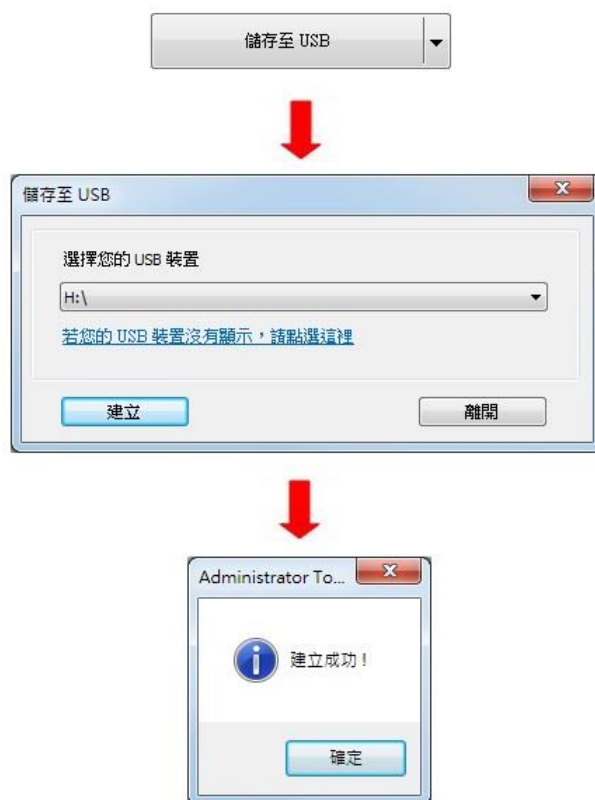 儲存至 USB
儲存至 USB
選擇您的 USB 裝置
H:\
若您的 USB 裝置沒有顯示，請點選這裡
建立
離開
Administrator To...
建立成功！
確定